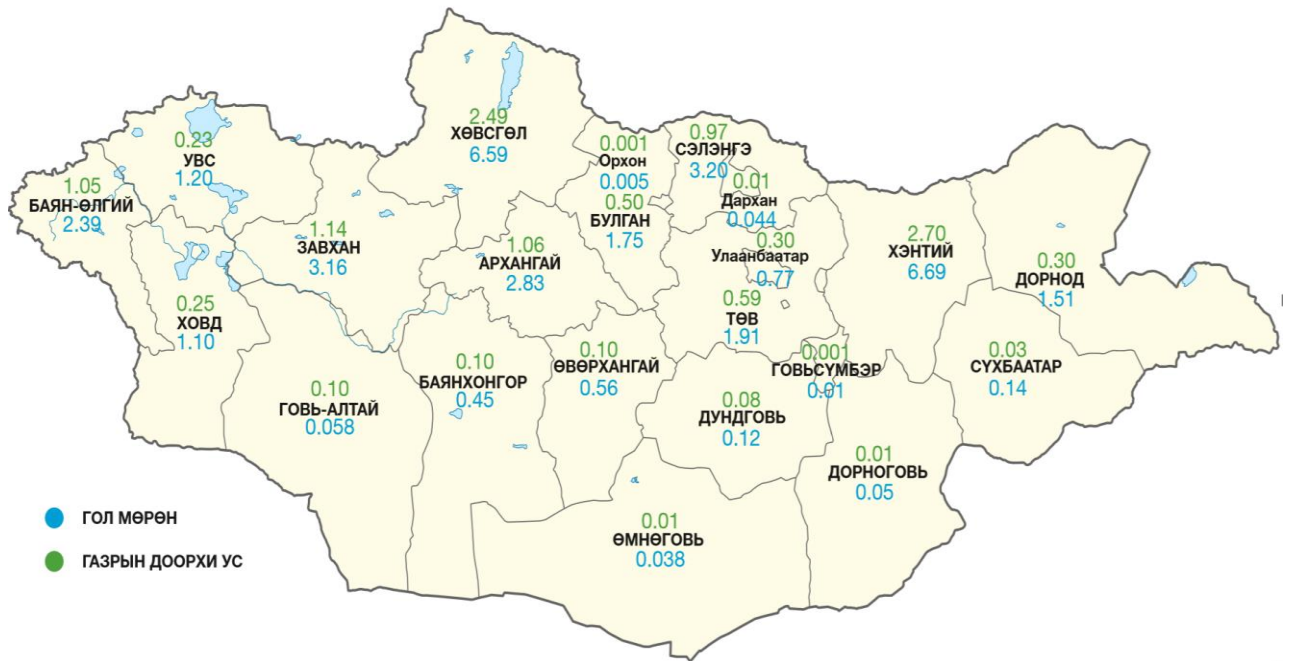 2.49
ХӨВСГӨЛ
6.59
0.23
УВС
1.20
1.05
БАЯН-ӨЛГИЙ
2.39
0.001
Орхон
0.005
0.97
СЭЛЭНГЭ
3.20
0.01
Дархан
0.044
0.50
БУЛГАН
1.75
1.14
ЗАВХАН
3.16
1.06
АРХАНГАЙ
2.83
0.30
Улаанбаатар
0.77
2.70
ХЭНТИЙ
6.69
0.30
ДОРНОД
1.51
0.25
ХОВД
1.10
0.59
ТӨВ
1.91
0.10
ГОВЬ-АЛТАЙ
0.058
0.10
БАЯНХОНГОР
0.45
0.10
ӨВӨРХАНГАЙ
0.56
0.001
ГОВЬСҮМБЭР
0.01
0.03
СҮХБААТАР
0.14
0.08
ДУНДГОВЬ
0.12
0.01
ДОРНОГОВЬ
0.05
0.01
ӨМНӨГОВЬ
0.038
ГОЛ МӨРӨН
ГАЗРЫН ДООРХИ УС